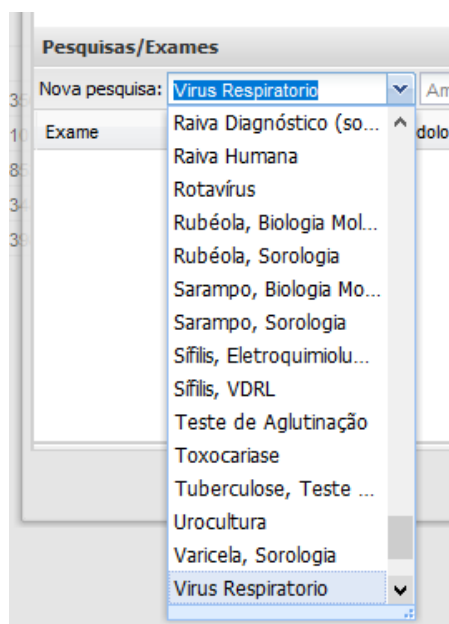 Pesquisas/Exames
Nova pesquisa: Virus Respiratorio Am
Exame dolo
Raiva Diagnóstico (so...
Raiva Humana
Rotavírus
Rubéola, Biologia Mol...
Rubéola, Sorologia
Sarampo, Biologia Mo...
Sarampo, Sorologia
Sífilis, Eletroquimiolu...
Sífilis, VDRL
Teste de Aglutinação
Toxocariase
Tuberculose, Teste ...
Urocultura
Varicela, Sorologia
Virus Respiratorio